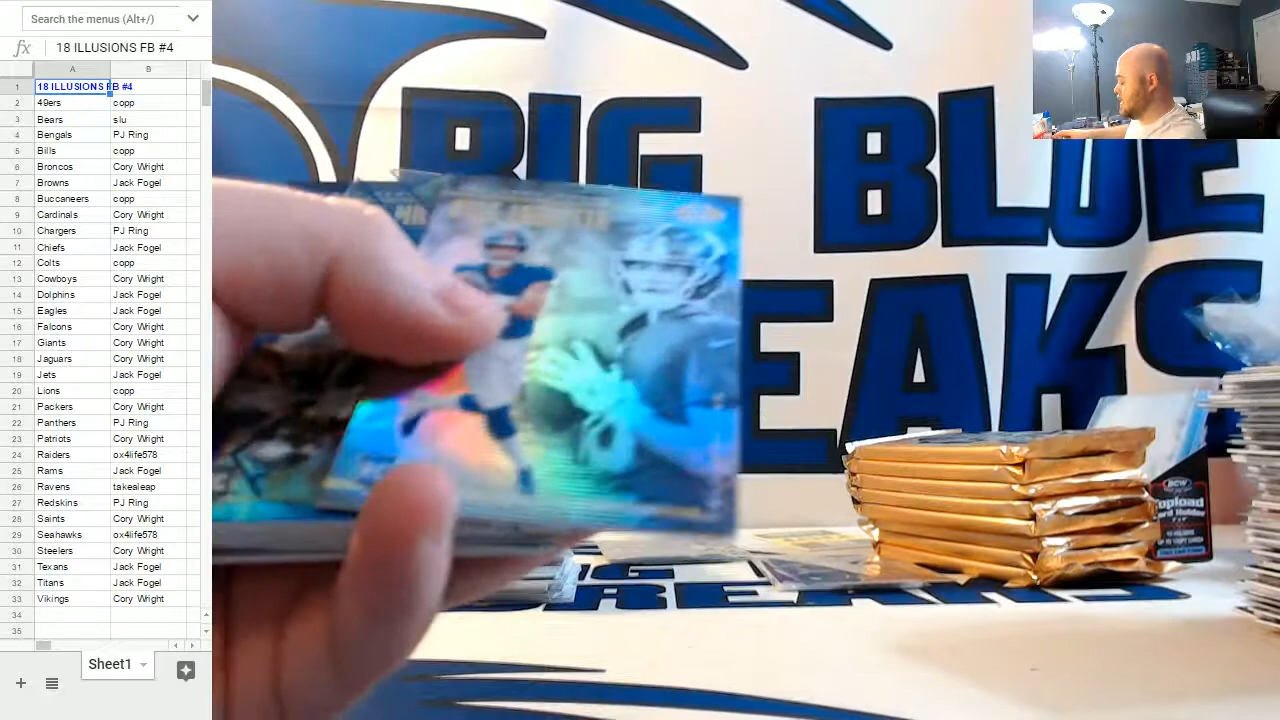 Search the menus (Alt+/)
fx 18 ILLUSIONS FB #4
A B
1 18 ILLUSIONS FB #4
2 49ers copp
3 Bears slu
4 Bengals PJ Ring
5 Bills copp
6 Broncos Cory Wright
7 Browns Jack Fogel
8 Buccaneers copp
9 Cardinals Cory Wright
10 Chargers PJ Ring
11 Chiefs Jack Fogel
12 Colts copp
13 Cowboys Cory Wright
14 Dolphins Jack Fogel
15 Eagles Jack Fogel
16 Falcons Cory Wright
17 Giants Cory Wright
18 Jaguars Cory Wright
19 Jets Jack Fogel
20 Lions copp
21 Packers Cory Wright
22 Panthers PJ Ring
23 Patriots Cory Wright
24 Raiders ox4life578
25 Rams Jack Fogel
26 Ravens takealeap
27 Redskins PJ Ring
28 Saints Cory Wright
29 Seahawks ox4life578
30 Steelers Cory Wright
31 Texans Jack Fogel
32 Titans Jack Fogel
33 Vikings Cory Wright
34
35
Sheet1
BIG BLUE
BREAKS
BCW
BREAKS